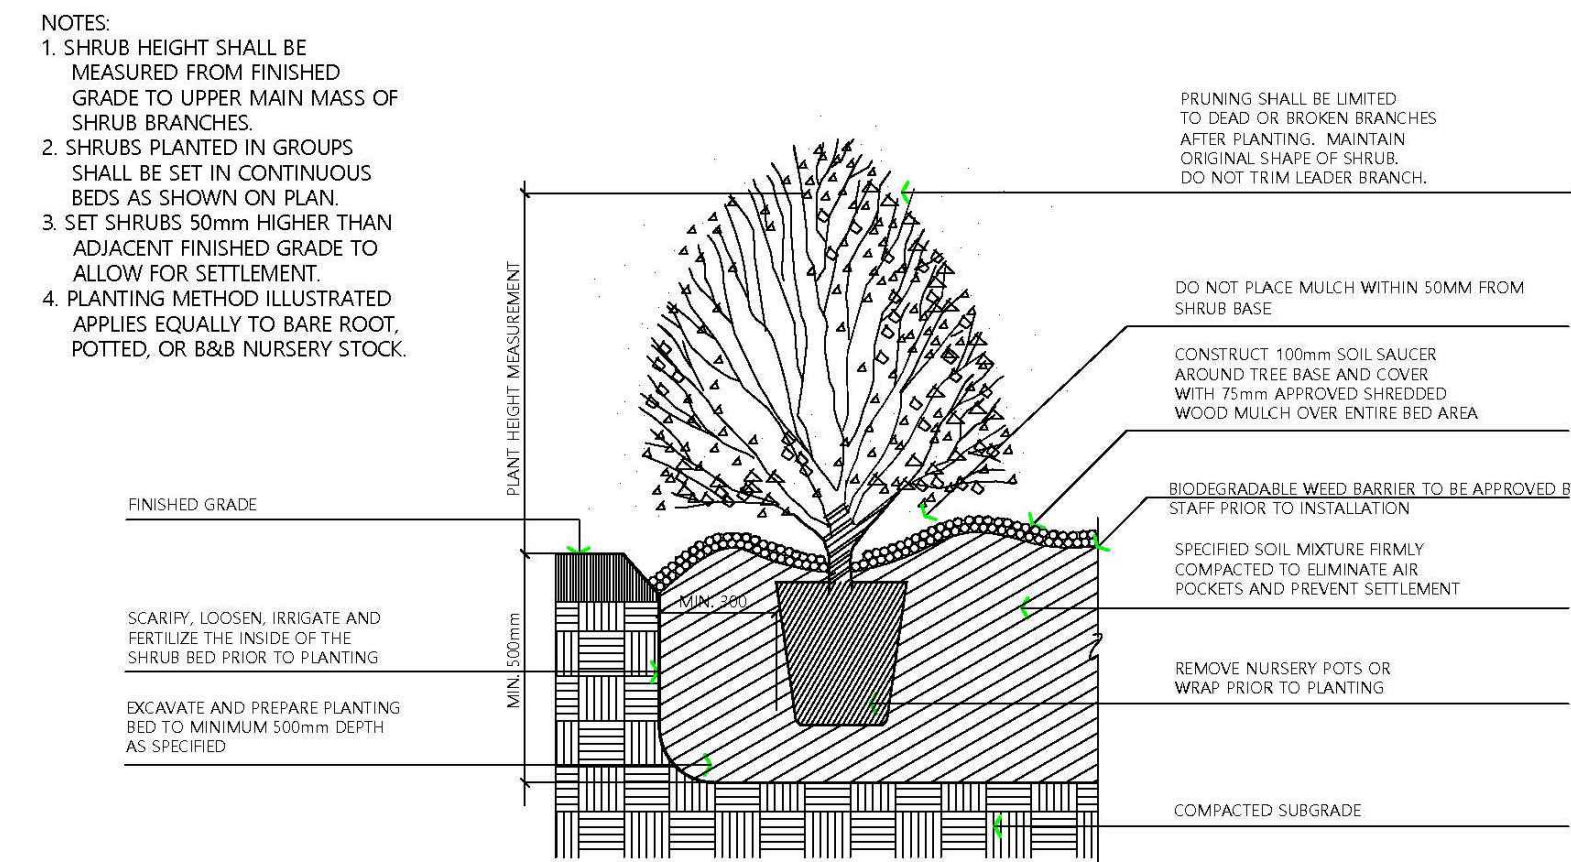 NOTES:
1. SHRUB HEIGHT SHALL BE
MEASURED FROM FINISHED
GRADE TO UPPER MAIN MASS OF
SHRUB BRANCHES.
2. SHRUBS PLANTED IN GROUPS
SHALL BE SET IN CONTINUOUS
BEDS AS SHOWN ON PLAN.
3. SET SHRUBS 50mm HIGHER THAN
ADJACENT FINISHED GRADE TO
ALLOW FOR SETTLEMENT.
4. PLANTING METHOD ILLUSTRATED
APPLIES EQUALLY TO BARE ROOT,
POTTED, OR B&B NURSERY STOCK.
FINISHED GRADE
SCARIFY, LOOSEN, IRRIGATE AND
FERTILIZE THE INSIDE OF THE
SHRUB BED PRIOR TO PLANTING
EXCAVATE AND PREPARE PLANTING
BED TO MINIMUM 500mm DEPTH
AS SPECIFIED
PLANT HEIGHT MEASUREMENT
MIN. 500mm
MIN. 300
PRUNING SHALL BE LIMITED
TO DEAD OR BROKEN BRANCHES
AFTER PLANTING. MAINTAIN
ORIGINAL SHAPE OF SHRUB.
DO NOT TRIM LEADER BRANCH.
DO NOT PLACE MULCH WITHIN 50MM FROM
SHRUB BASE
CONSTRUCT 100mm SOIL SAUCER
AROUND TREE BASE AND COVER
WITH 75mm APPROVED SHREDDED
WOOD MULCH OVER ENTIRE BED AREA
BIODEGRADABLE WEED BARRIER TO BE APPROVED B
STAFF PRIOR TO INSTALLATION
SPECIFIED SOIL MIXTURE FIRMLY
COMPACTED TO ELIMINATE AIR
POCKETS AND PREVENT SETTLEMENT
REMOVE NURSERY POTS OR
WRAP PRIOR TO PLANTING
COMPACTED SUBGRADE